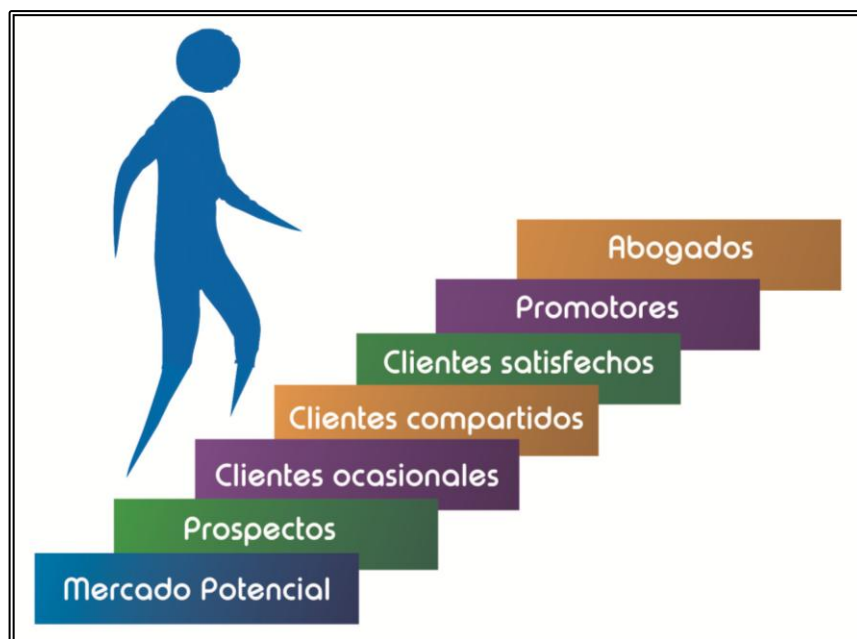 Abogados
Promotores
Clientes satisfechos
Clientes compartidos
Clientes ocasionales
Prospectos
Mercado Potencial